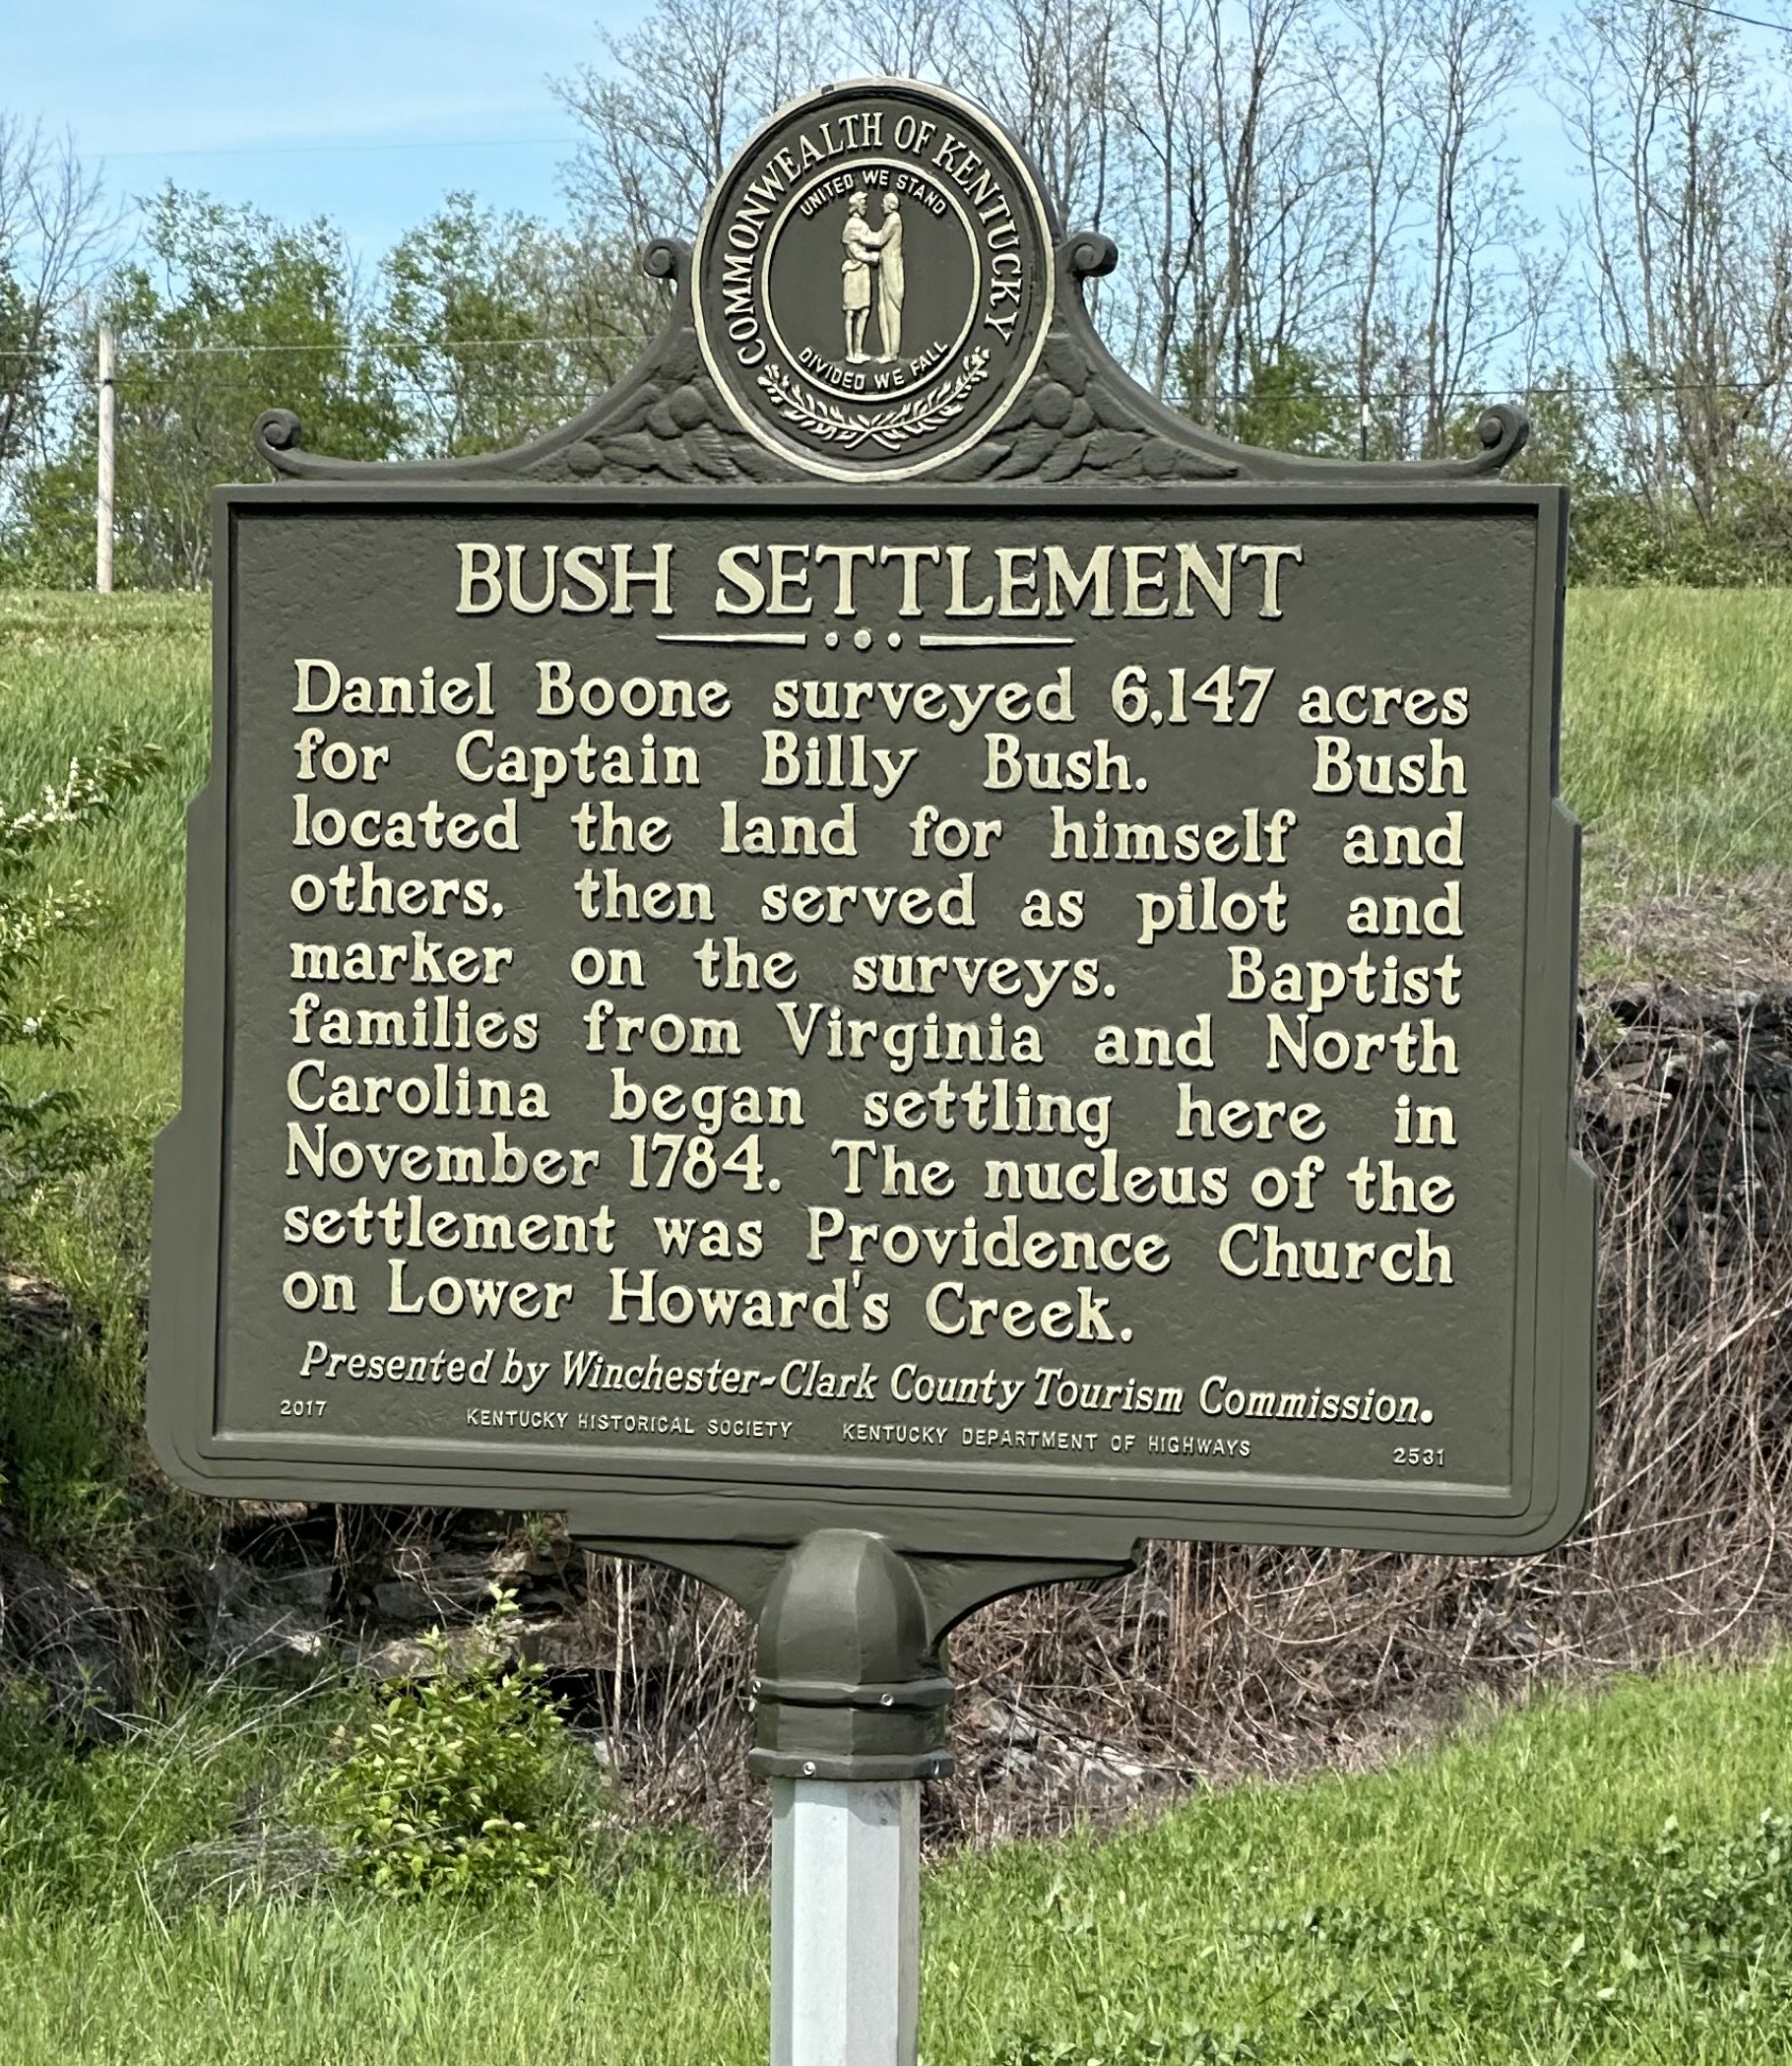 COMMONWEALTH OF KENTUCKY
UNITED WE STAND
DIVIDED WE FALL
BUSH SETTLEMENT
Daniel Boone surveyed 6,147 acres
for Captain Billy Bush. Bush
located the land for himself and
others, then served as pilot and
marker on the surveys. Baptist
families from Virginia and North
Carolina began settling here in
November 1784. The nucleus of the
settlement was Providence Church
on Lower Howard's Creek.
Presented by Winchester-Clark County Tourism Commission.
2017 KENTUCKY HISTORICAL SOCIETY KENTUCKY DEPARTMENT OF HIGHWAYS 2531